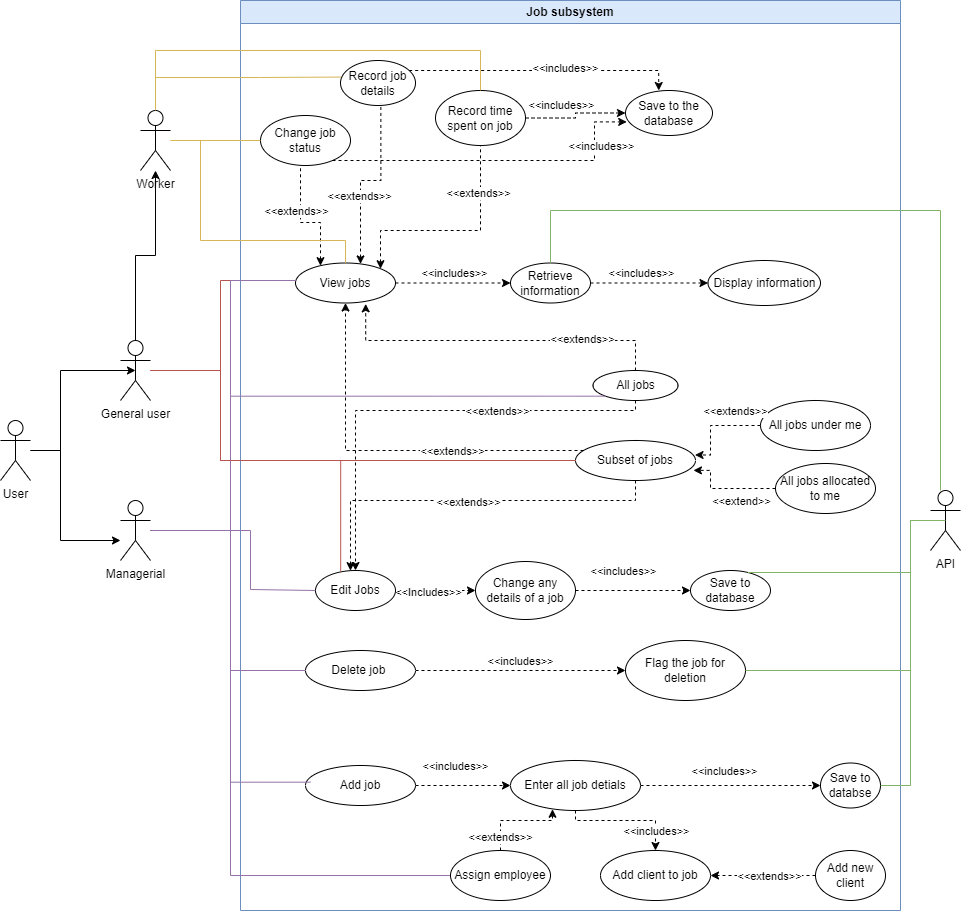 Job subsystem
Record job
details
<<includes>>
Record time
spent on job
<<includes>>
Save to the
database
Change job
status
<<includes>>
Worker
<<extends>>
<<extends>>
<<extends>>
View jobs
<<includes>>
Retrieve
information
<<includes>>
Display information
<<extends>>
All jobs
General user
<<extends>>
<<extends>>
All jobs under me
<<extends>>
Subset of jobs
User
All jobs allocated
to me
<<extends>>
<<extend>>
Managerial
API
Edit Jobs
<<Includes>>
Change any
details of a job
<<includes>>
Save to
database
Delete job
<<includes>>
Flag the job for
deletion
Add job
<<includes>>
Enter all job detials
<<includes>>
Save to
databse
<<extends>>
<<includes>>
Assign employee
Add client to job
<<extends>>
Add new
client